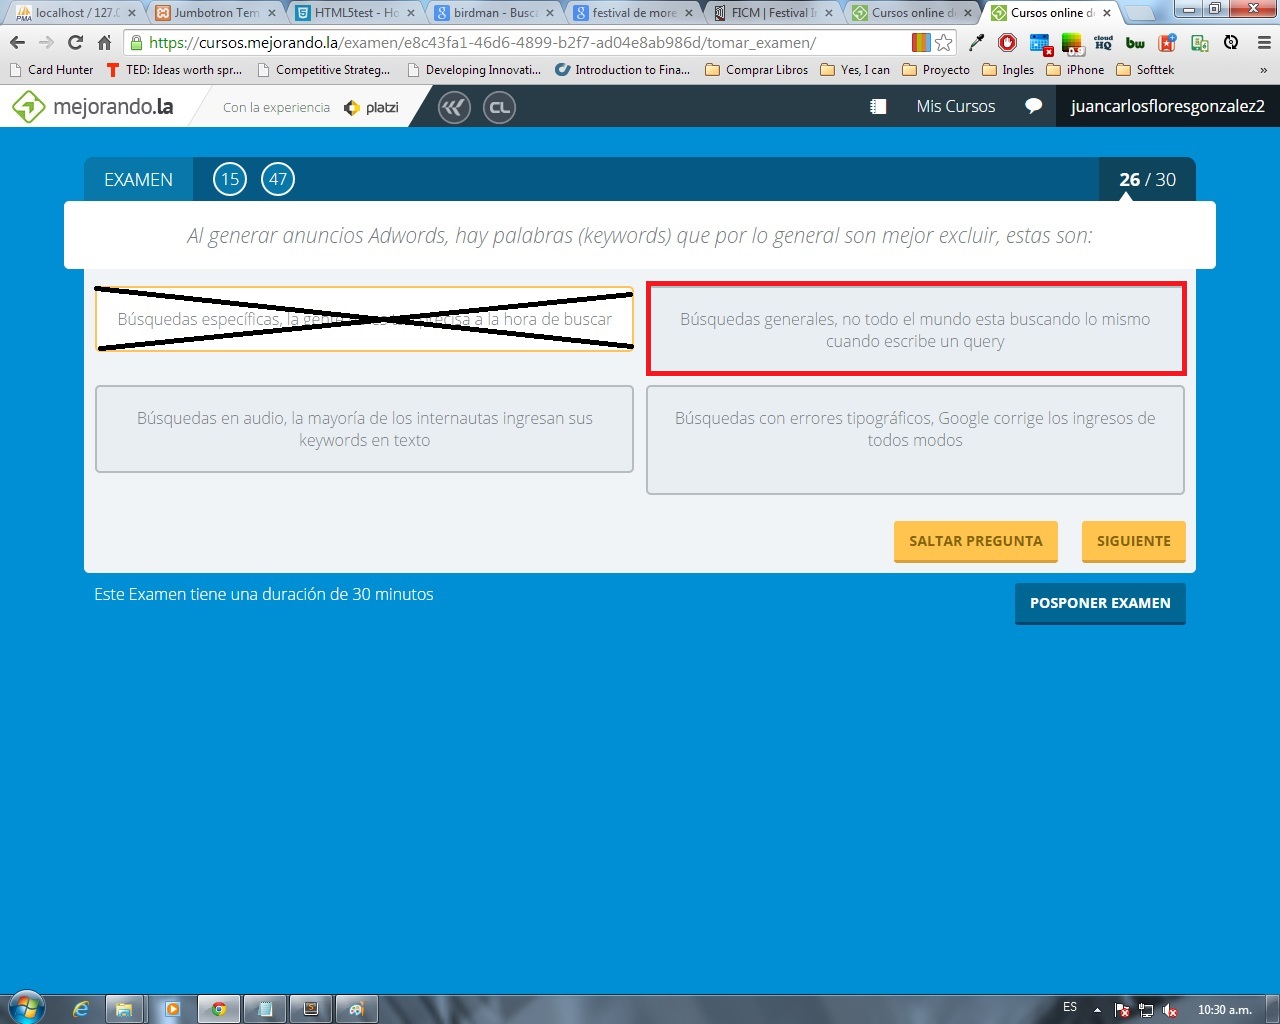 localhost / 127.0
Jumbotron Tem
HTML5test - Ho
birdman - Busca
festival de more
FICM | Festival In
Cursos online de
Cursos online de
https://cursos.mejorando.la/examen/e8c43fa1-46d6-4899-b2f7-ad04e8ab986d/tomar_examen/
cloud HQ
bw
Card Hunter
TED: Ideas worth spr...
Competitive Strateg...
Developing Innovati...
Introduction to Fina...
Comprar Libros
Yes, I can
Proyecto
Ingles
iPhone
Softtek
»
mejorando.la
Con la experiencia
platzi
CL
Mis Cursos
juancarlosfloresgonzalez2
EXAMEN
15
47
26 / 30
Al generar anuncios Adwords, hay palabras (keywords) que por lo general son mejor excluir, estas son:
Búsquedas específicas, la a la hora de buscar
Búsquedas generales, no todo el mundo esta buscando lo mismo
cuando escribe un query
Búsquedas en audio, la mayoría de los internautas ingresan sus
keywords en texto
Búsquedas con errores tipográficos, Google corrige los ingresos de
todos modos
SALTAR PREGUNTA
SIGUIENTE
Este Examen tiene una duración de 30 minutos
POSPONER EXAMEN
ES
10:30 a.m.